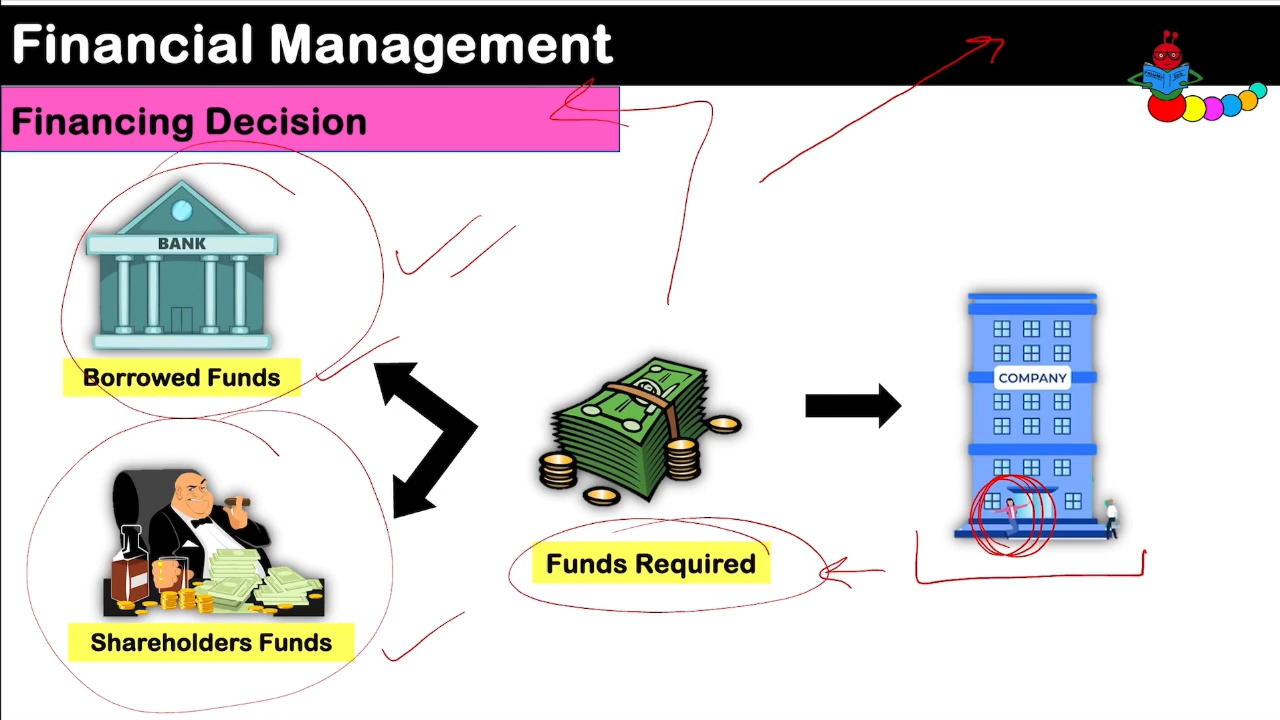 Financial Management
Financing Decision
BANK
Borrowed Funds
COMPANY
Funds Required
Shareholders Funds